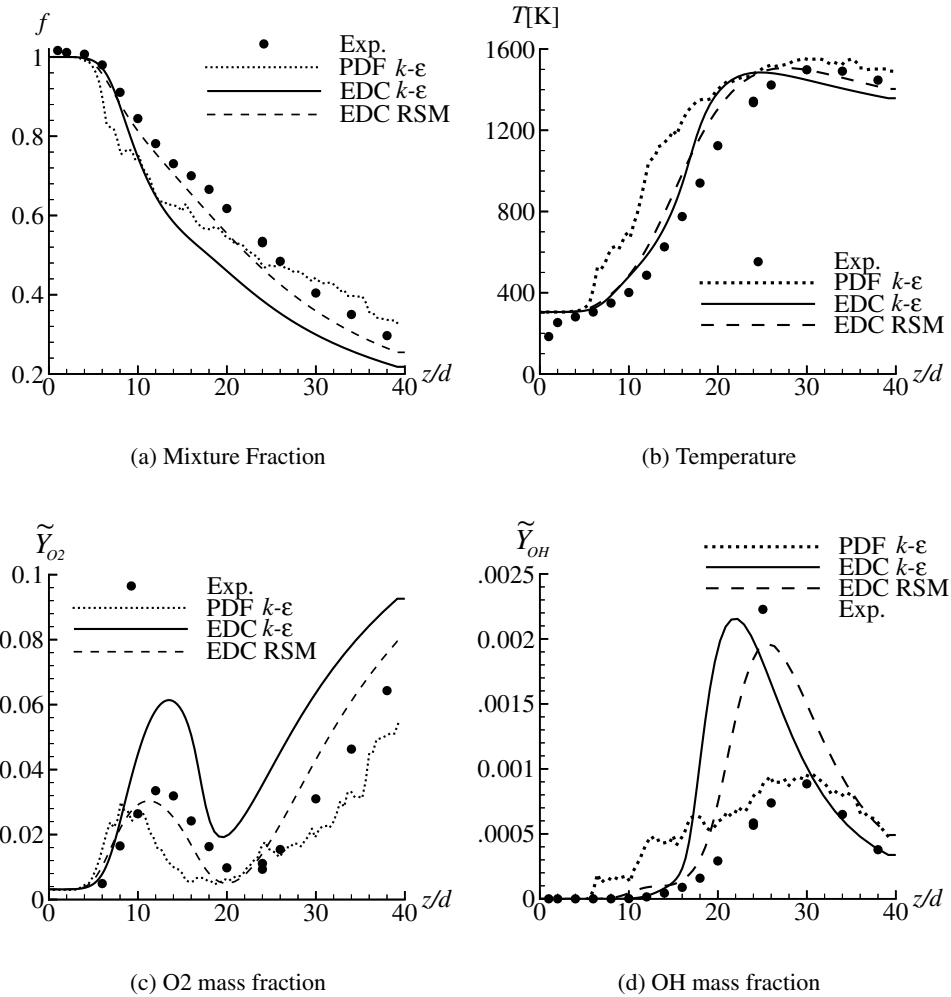 f
Exp.
PDF k-ε
EDC k-ε
EDC RSM
1
0.8
0.6
0.4
0.2
0
10
20
30
40
z/d
(a) Mixture Fraction
T[K]
1600
1200
800
400
0
Exp.
PDF k-ε
EDC k-ε
EDC RSM
0
10
20
30
40
z/d
(b) Temperature
ỸO2
Exp.
PDF k-ε
EDC k-ε
EDC RSM
0.1
0.08
0.06
0.04
0.02
0
0
10
20
30
40
z/d
(c) O2 mass fraction
ỸOH
PDF k-ε
EDC k-ε
EDC RSM
Exp.
.0025
0.002
.0015
0.001
.0005
0
0
10
20
30
40
z/d
(d) OH mass fraction